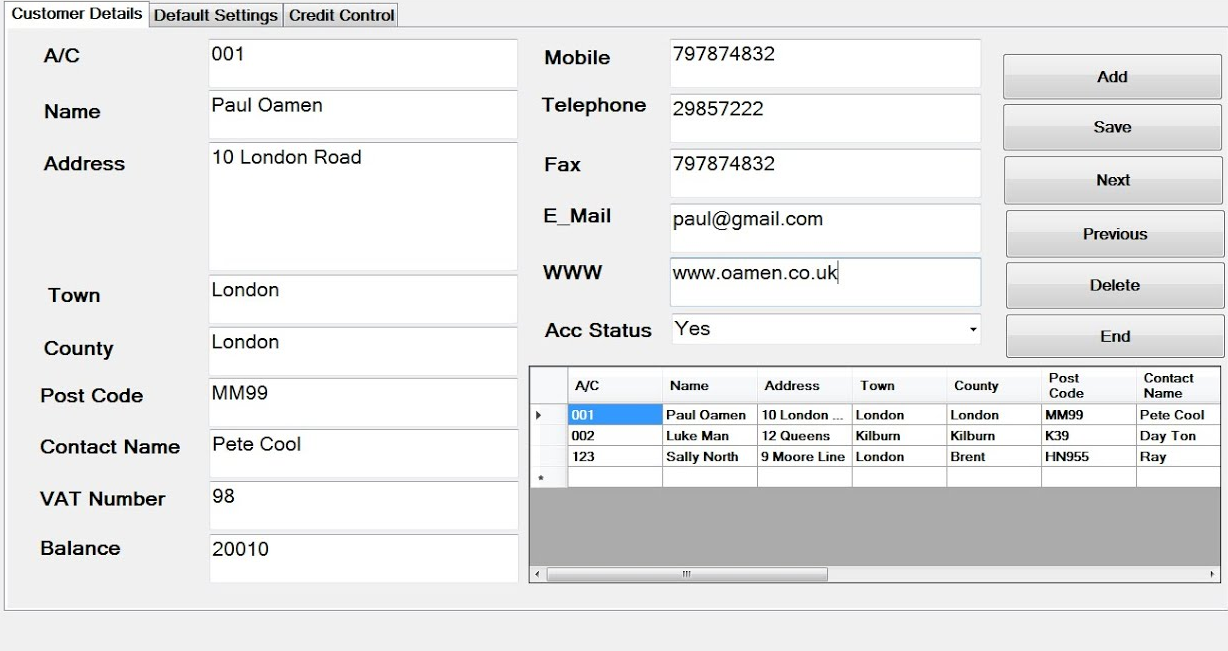 Customer Details Default Settings Credit Control
A/C 001
Name Paul Oamen
Address 10 London Road
Town London
County London
Post Code MM99
Contact Name Pete Cool
VAT Number 98
Balance 20010
Mobile 797874832
Telephone 29857222
Fax 797874832
E_Mail paul@gmail.com
WWW www.oamen.co.uk
Acc Status Yes
Add
Save
Next
Previous
Delete
End
A/C Name Address Town County Post Code Contact Name
001 Paul Oamen 10 London ... London London MM99 Pete Cool
002 Luke Man 12 Queens Kilburn Kilburn K39 Day Ton
123 Sally North 9 Moore Line London Brent HN955 Ray
*